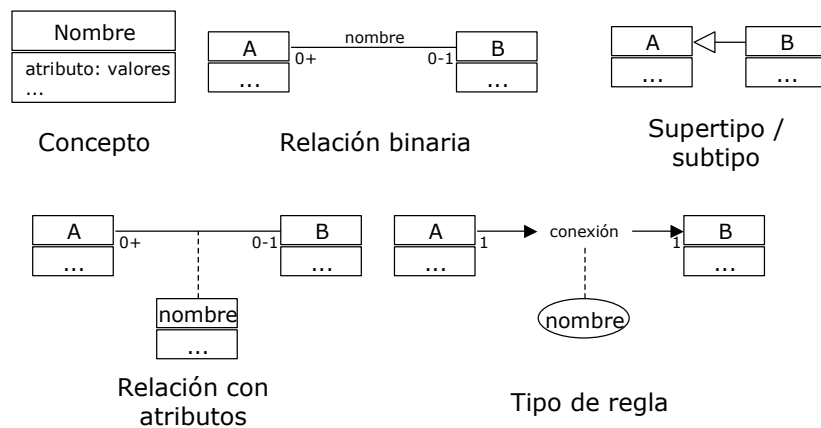 Nombre
atributo: valores
...
Concepto
A
nombre
B
0+
0-1
...
...
Relación binaria
A
B
...
...
Supertipo /
subtipo
A
B
0+
0-1
...
...
nombre
...
Relación con
atributos
A
conexión
B
1
1
...
...
nombre
Tipo de regla